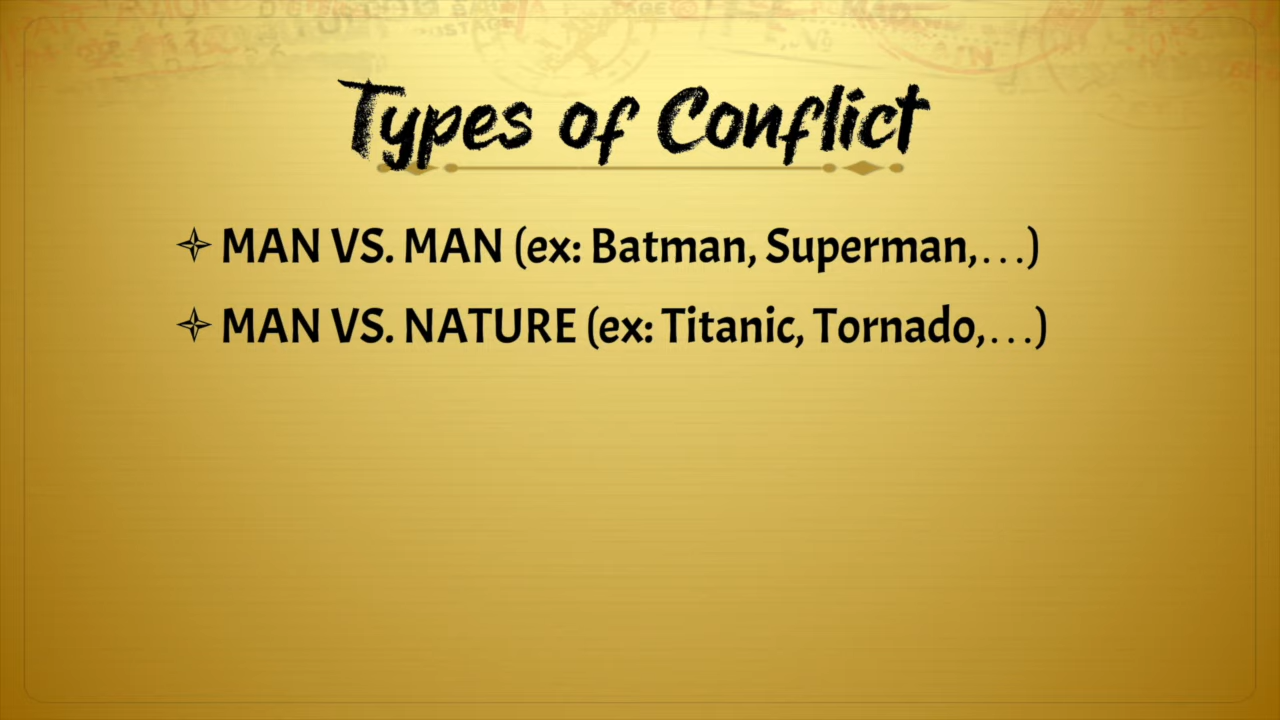 Types of Conflict
MAN VS. MAN (ex: Batman, Superman,...)
MAN VS. NATURE (ex: Titanic, Tornado,...)